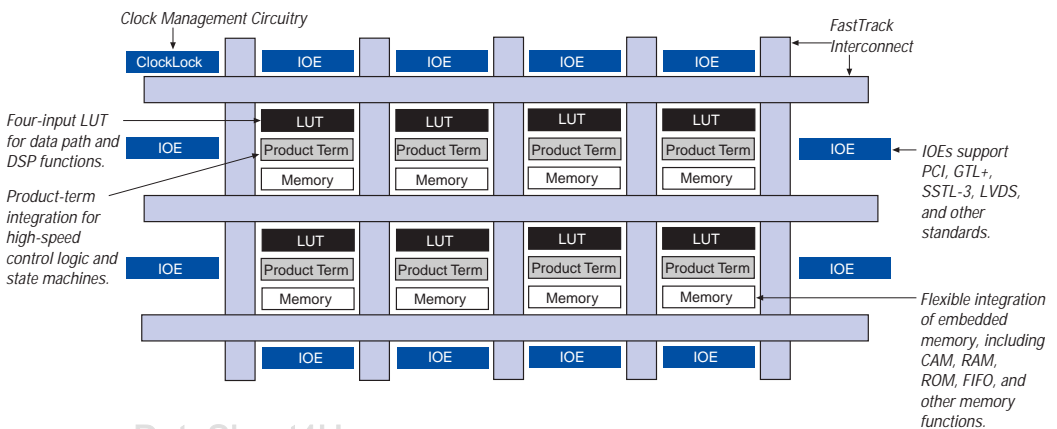 Clock Management Circuitry
FastTrack
Interconnect
ClockLock
IOE
IOE
IOE
IOE
Four-input LUT
for data path and
DSP functions.
LUT
LUT
LUT
LUT
IOE
Product Term
Product Term
Product Term
Product Term
IOE
Memory
Memory
Memory
Memory
IOEs support
PCI, GTL+,
SSTL-3, LVDS,
and other
standards.
Product-term
integration for
high-speed
control logic and
state machines.
LUT
LUT
LUT
LUT
IOE
Product Term
Product Term
Product Term
Product Term
IOE
Memory
Memory
Memory
Memory
Flexible integration
of embedded
memory, including
CAM, RAM,
ROM, FIFO, and
other memory
functions.
IOE
IOE
IOE
IOE